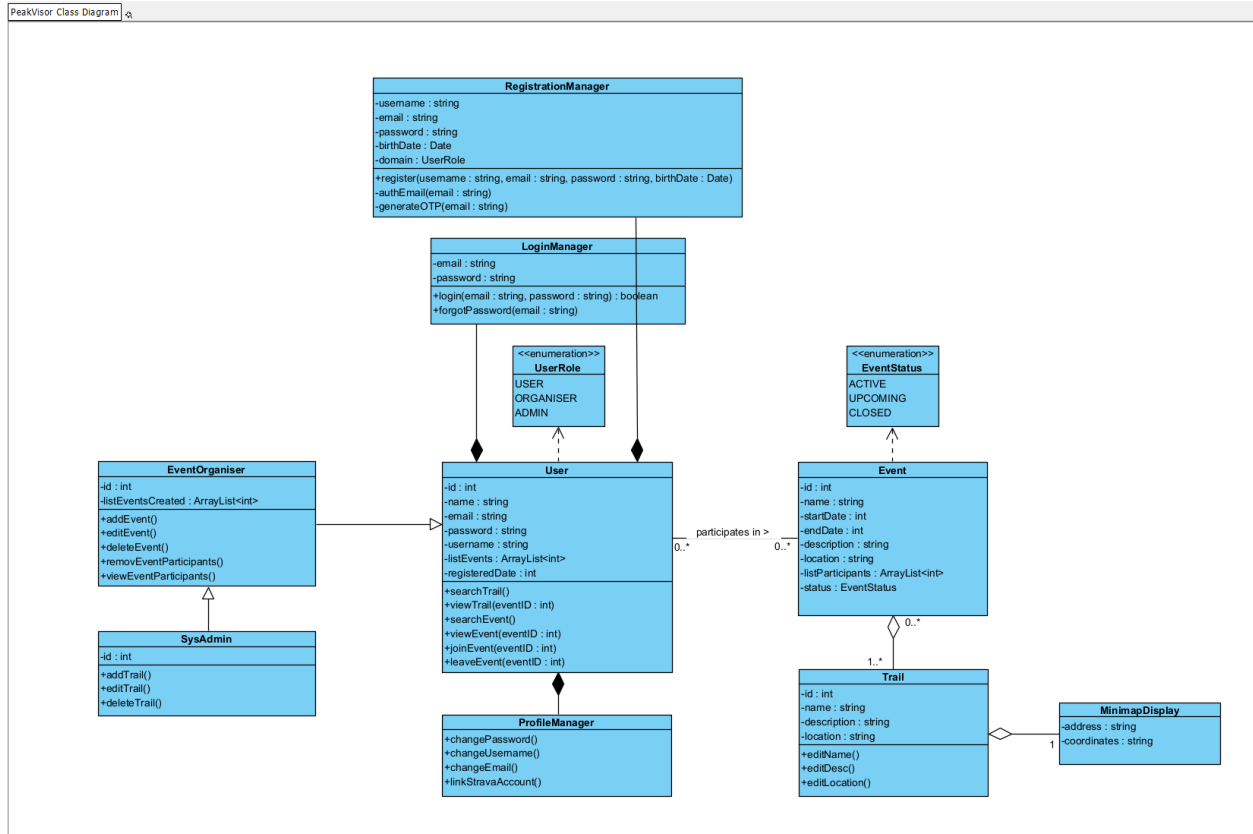 PeakVisor Class Diagram
RegistrationManager
-username : string
-email : string
-password : string
-birthDate : Date
-domain : UserRole
+register(username : string, email : string, password : string, birthDate : Date)
-authEmail(email : string)
-generateOTP(email : string)
LoginManager
-email : string
-password : string
+login(email : string, password : string) : boolean
+forgotPassword(email : string)
<<enumeration>>
UserRole
USER
ORGANISER
ADMIN
<<enumeration>>
EventStatus
ACTIVE
UPCOMING
CLOSED
EventOrganiser
-id : int
-listEventsCreated : ArrayList<int>
+addEvent()
+editEvent()
+deleteEvent()
+removEventParticipants()
+viewEventParticipants()
User
-id : int
-name : string
-email : string
-password : string
-username : string
-listEvents : ArrayList<int>
-registeredDate : int
+searchTrail()
+viewTrail(eventID : int)
+searchEvent()
+viewEvent(eventID : int)
+joinEvent(eventID : int)
+leaveEvent(eventID : int)
participates in >
0..*
0..*
Event
-id : int
-name : string
-startDate : int
-endDate : int
-description : string
-location : string
-listParticipants : ArrayList<int>
-status : EventStatus
0..*
1..*
SysAdmin
-id : int
+addTrail()
+editTrail()
+deleteTrail()
ProfileManager
+changePassword()
+changeUsername()
+changeEmail()
+linkStravaAccount()
Trail
-id : int
-name : string
-description : string
-location : string
+editName()
+editDesc()
+editLocation()
1
MinimapDisplay
-address : string
-coordinates : string